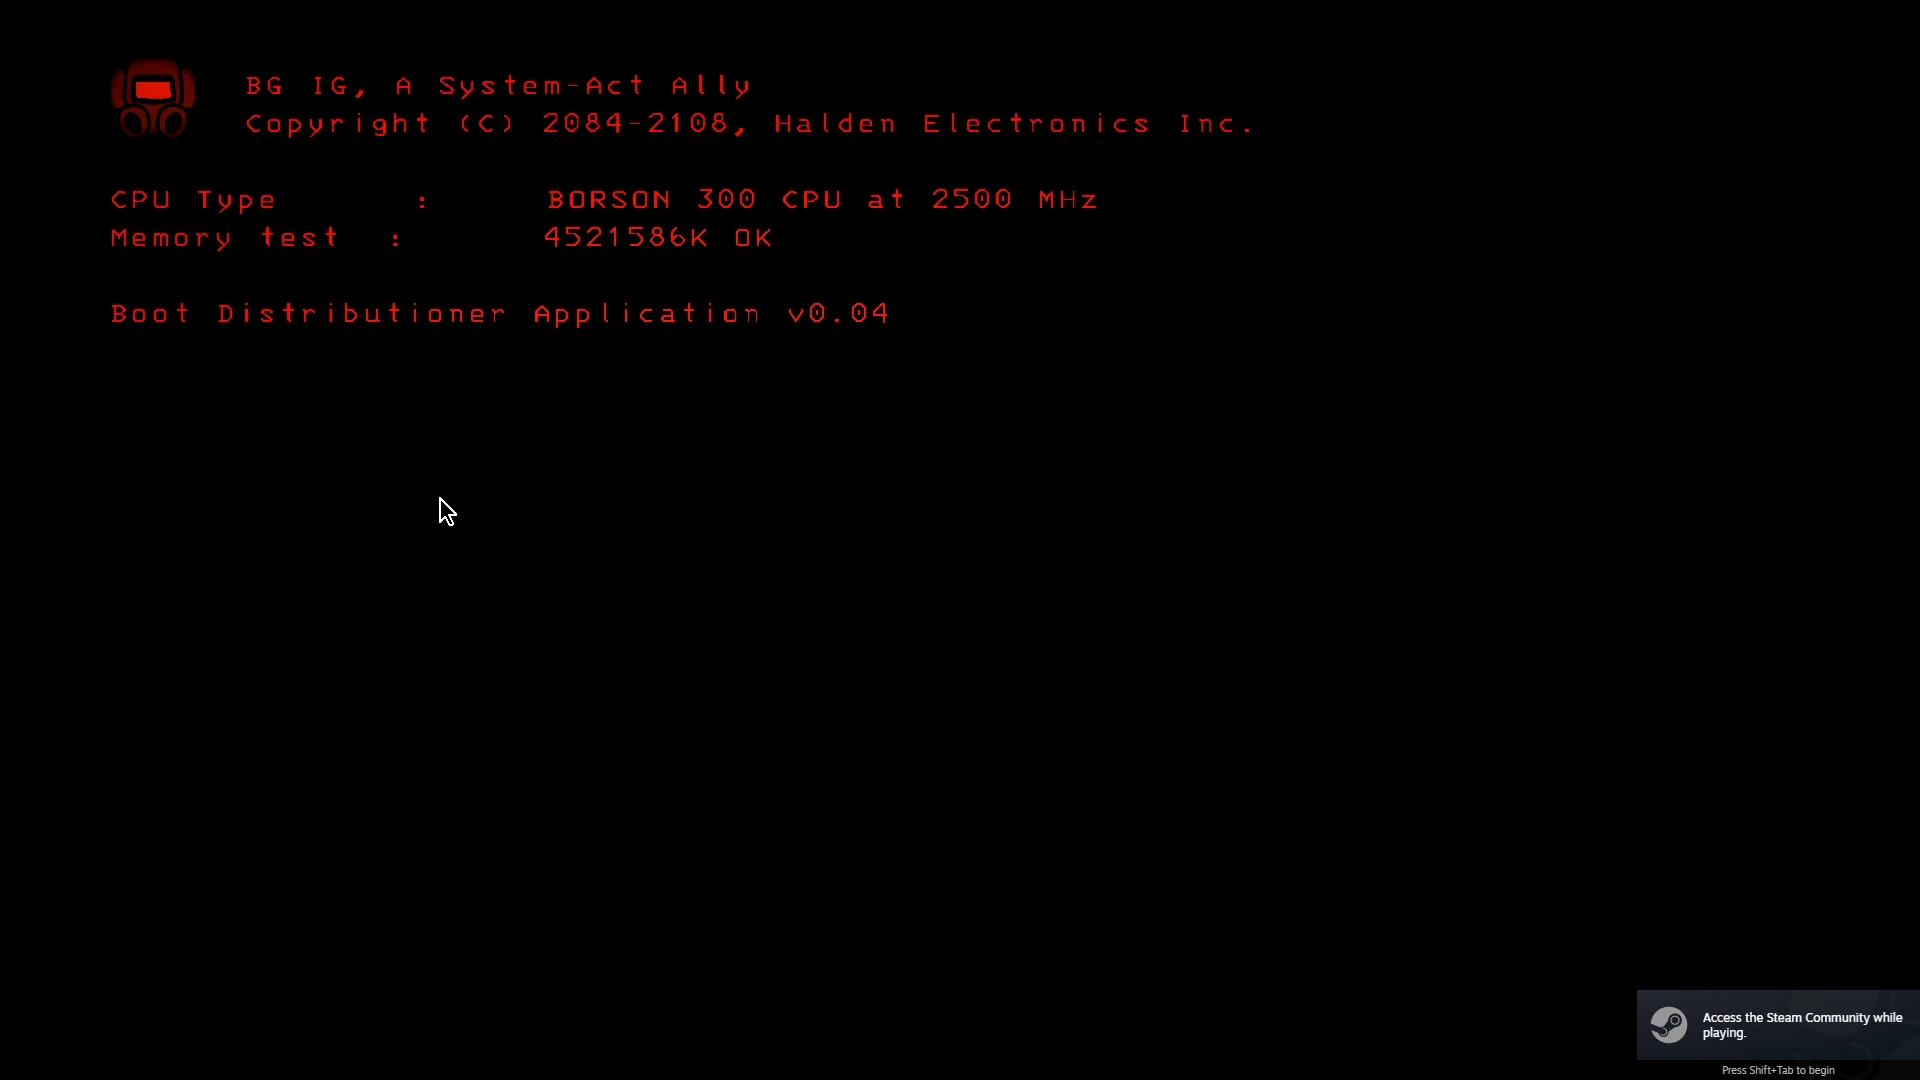 BG IG, A System-Act Ally
Copyright (C) 2084-2108, Halden Electronics Inc.
CPU Type : BORSON 300 CPU at 2500 MHz
Memory test : 4521586K OK
Boot Distributioner Application v0.04
Access the Steam Community while
playing.
Press Shift+Tab to begin